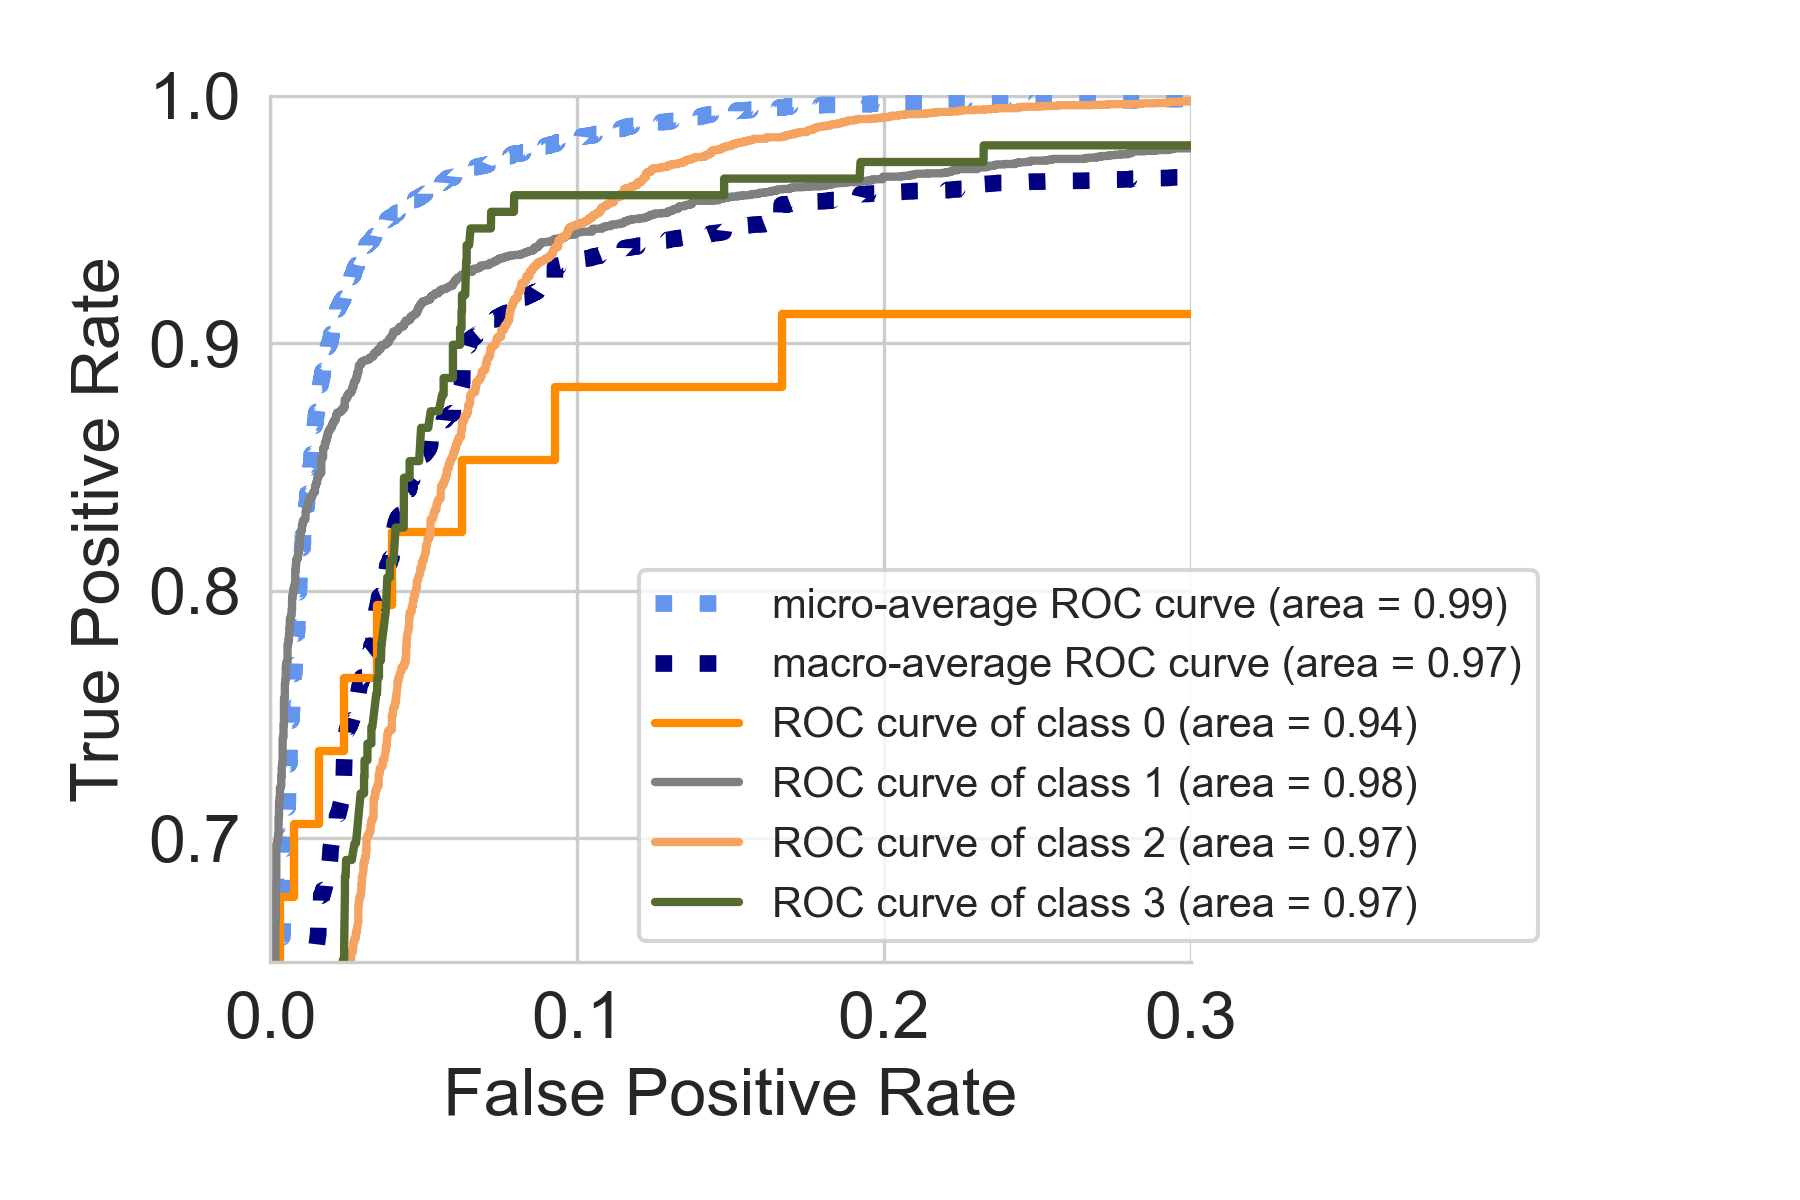 1.0
0.9
0.8
0.7
True Positive Rate
0.0 0.1 0.2 0.3
False Positive Rate
micro-average ROC curve (area = 0.99)
macro-average ROC curve (area = 0.97)
ROC curve of class 0 (area = 0.94)
ROC curve of class 1 (area = 0.98)
ROC curve of class 2 (area = 0.97)
ROC curve of class 3 (area = 0.97)